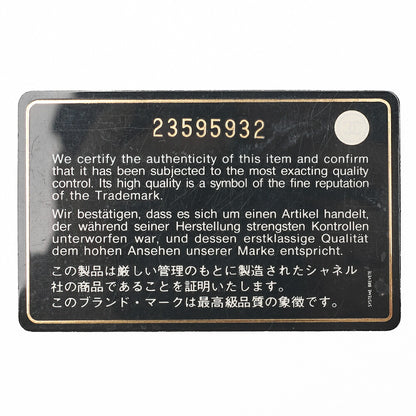 23595932
We certify the authenticity of this item and confirm
that it has been subjected to the most exacting quality
control. Its high quality is a symbol of the fine reputation
of the Trademark.
Wir bestätigen, dass es sich um einen Artikel handelt,
der während seiner Herstellung strengsten Kontrollen
unterworfen war, und dessen erstklassige Qualität
dem hohen Ansehen unserer Marke entspricht.
この製品は厳しい管理のもとに製造されたシャネル
社の商品であることを証明いたします。
このブランド・マークは最高級品質の象徴です。
SYSTEME BREVETE